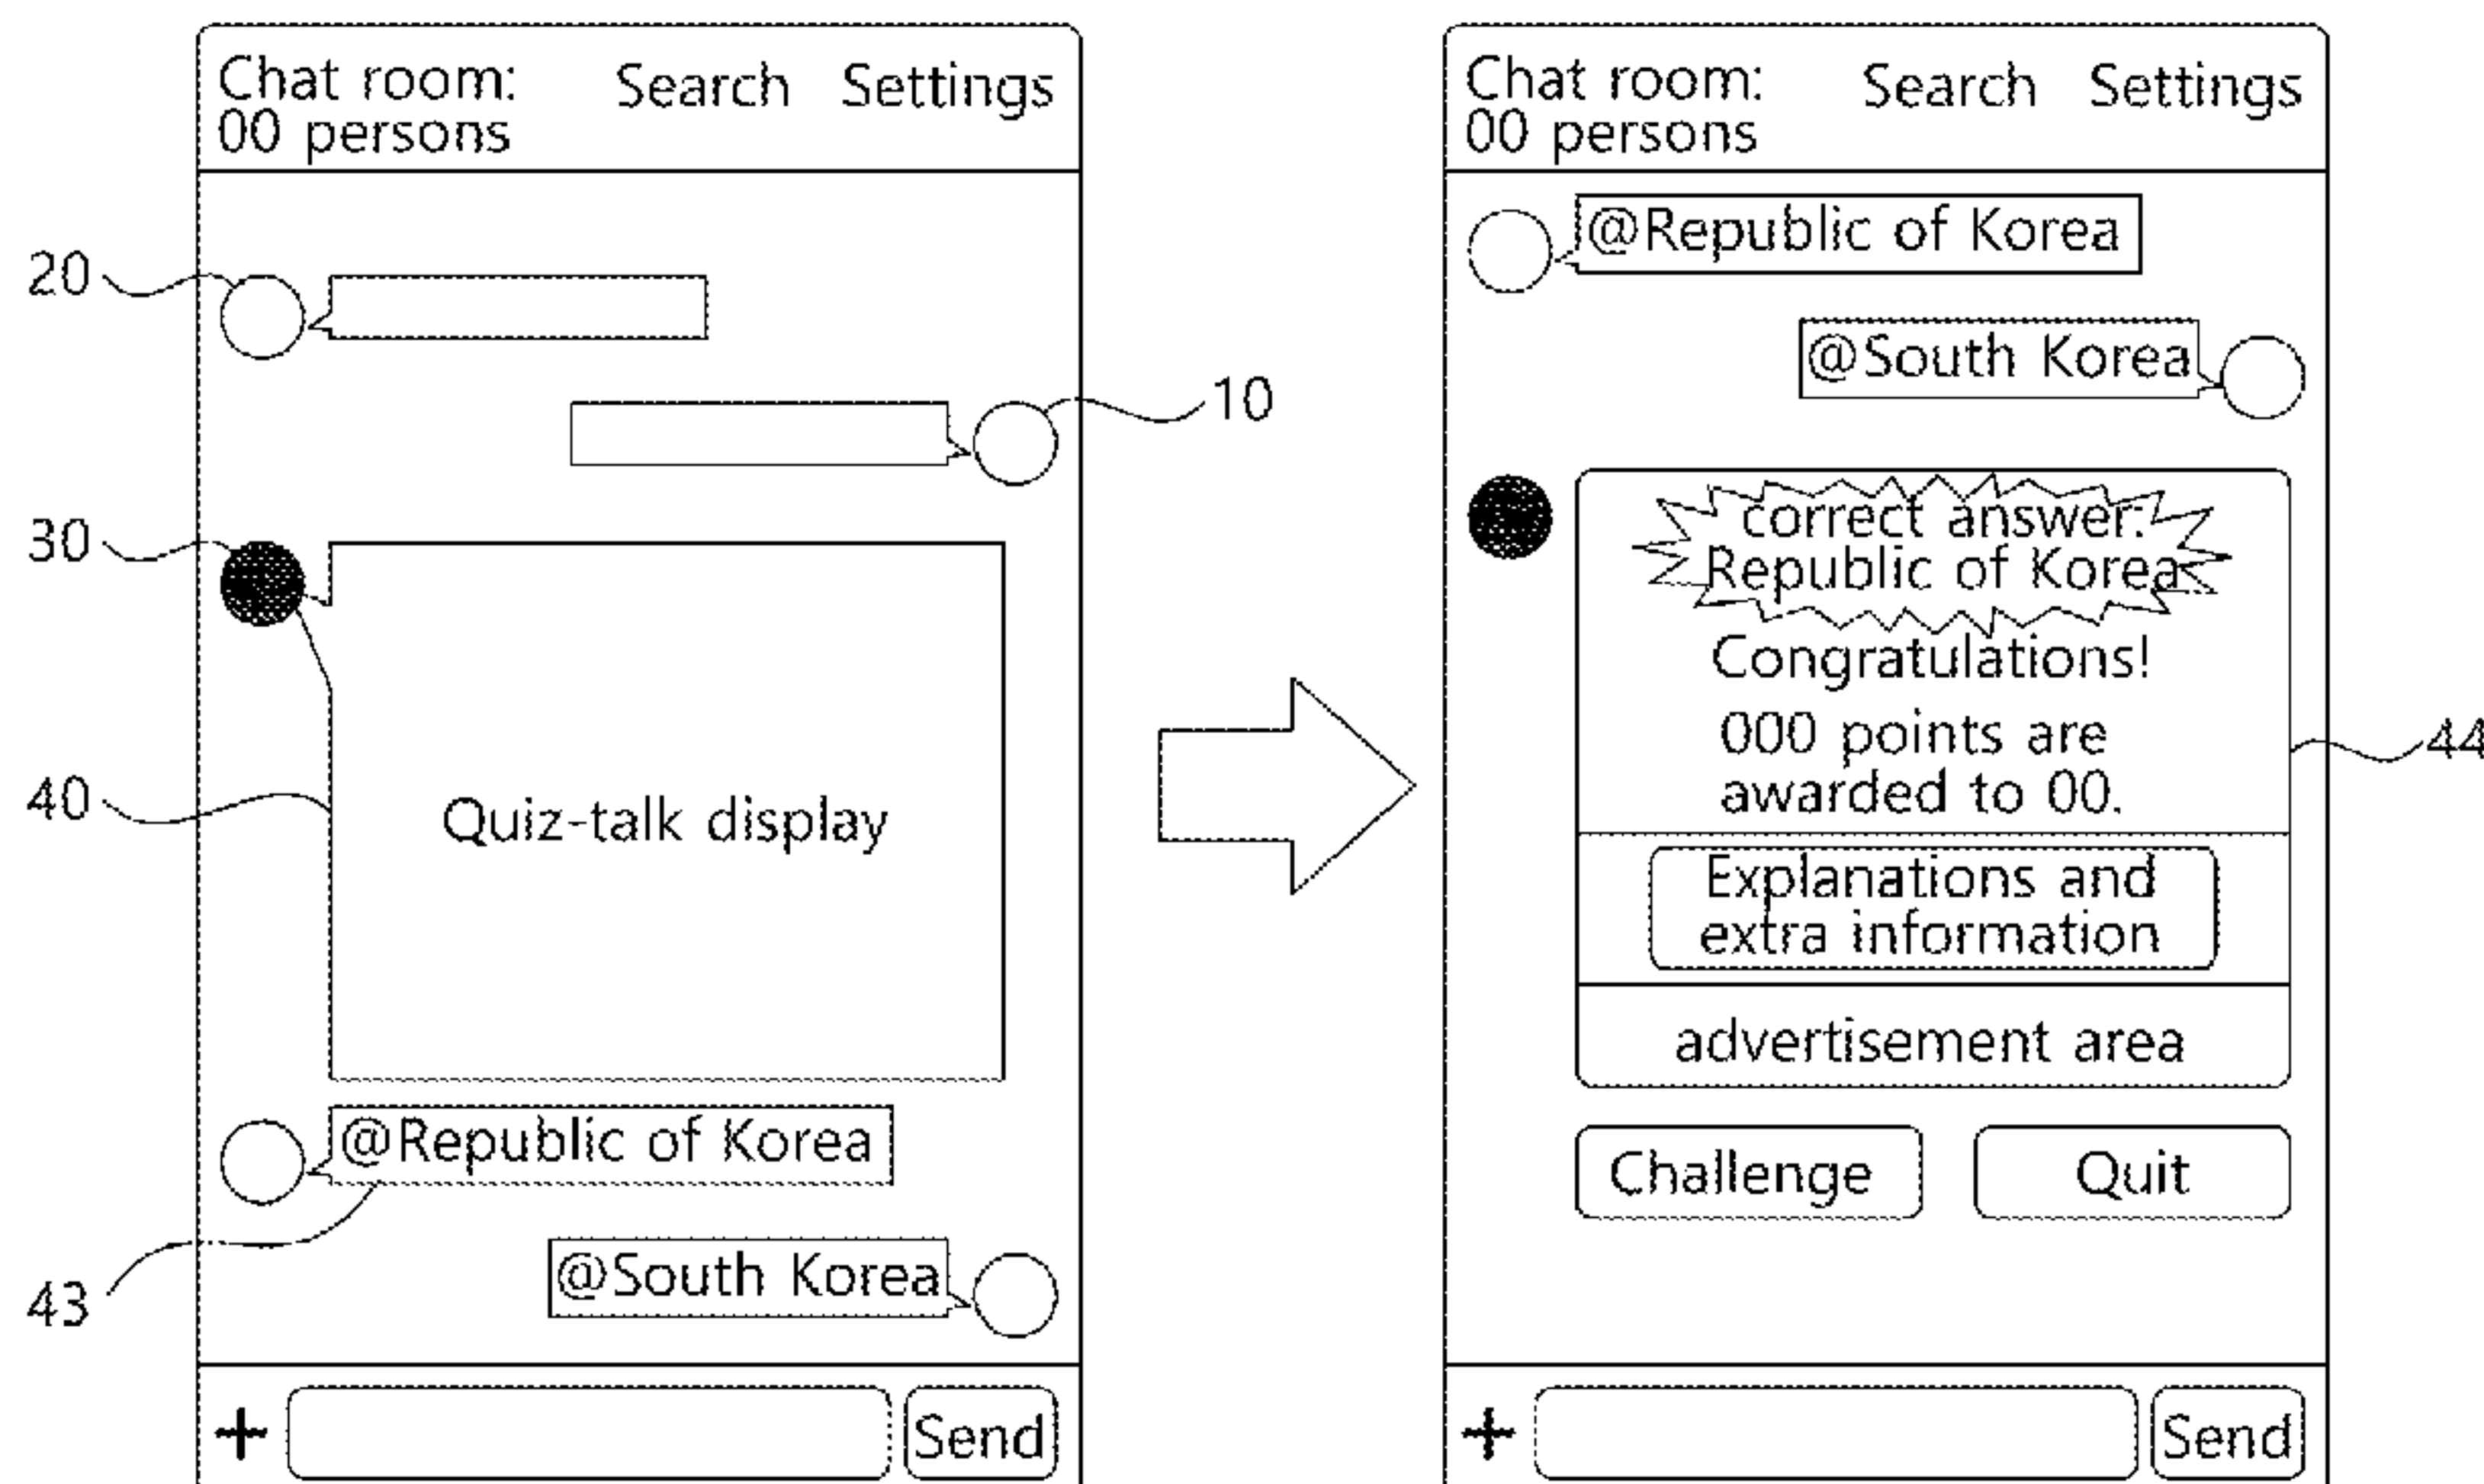 Chat room:
00 persons
Search
Settings
20
10
30
40
Quiz-talk display
@Republic of Korea
43
@South Korea
+
Send
Chat room:
00 persons
Search
Settings
@Republic of Korea
@South Korea
correct answer:
Republic of Korea
Congratulations!
000 points are
awarded to 00.
44
Explanations and
extra information
advertisement area
Challenge
Quit
+
Send